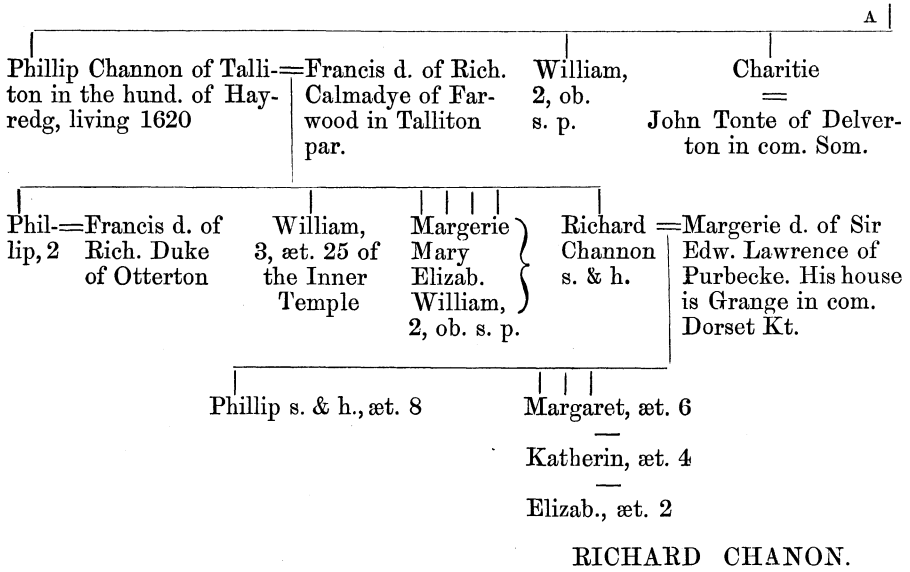 A
Phillip Channon of Talli-=Francis d. of Rich.
ton in the hund. of Hay- Calmadye of Far-
redg, living 1620 wood in Talliton
par.
William,
2, ob.
s. p.
Charitie
=
John Tonte of Delver-
ton in com. Som.
Phil-=Francis d. of
lip, 2 Rich. Duke
of Otterton
William,
3, æt. 25 of
the Inner
Temple
Margerie
Mary
Elizab.
William,
2, ob. s. p.
Richard =Margerie d. of Sir
Channon Edw. Lawrence of
s. & h. Purbecke. His house
is Grange in com.
Dorset Kt.
Phillip s. & h., æt. 8
Margaret, æt. 6
Katherin, æt. 4
Elizab., æt. 2
RICHARD CHANON.